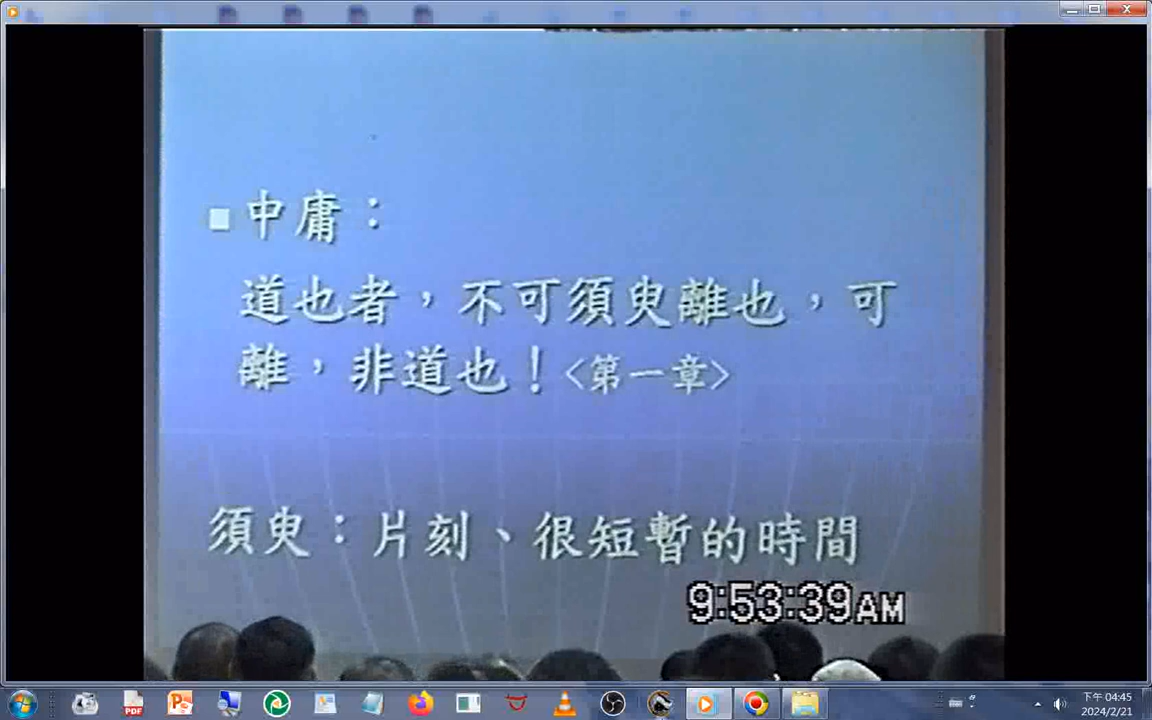 ■中庸：
道也者，不可須臾離也，可
離，非道也！<第一章>
須臾：片刻、很短暫的時間
9:53:39AM
PDF
下午 04:45
2024/2/21